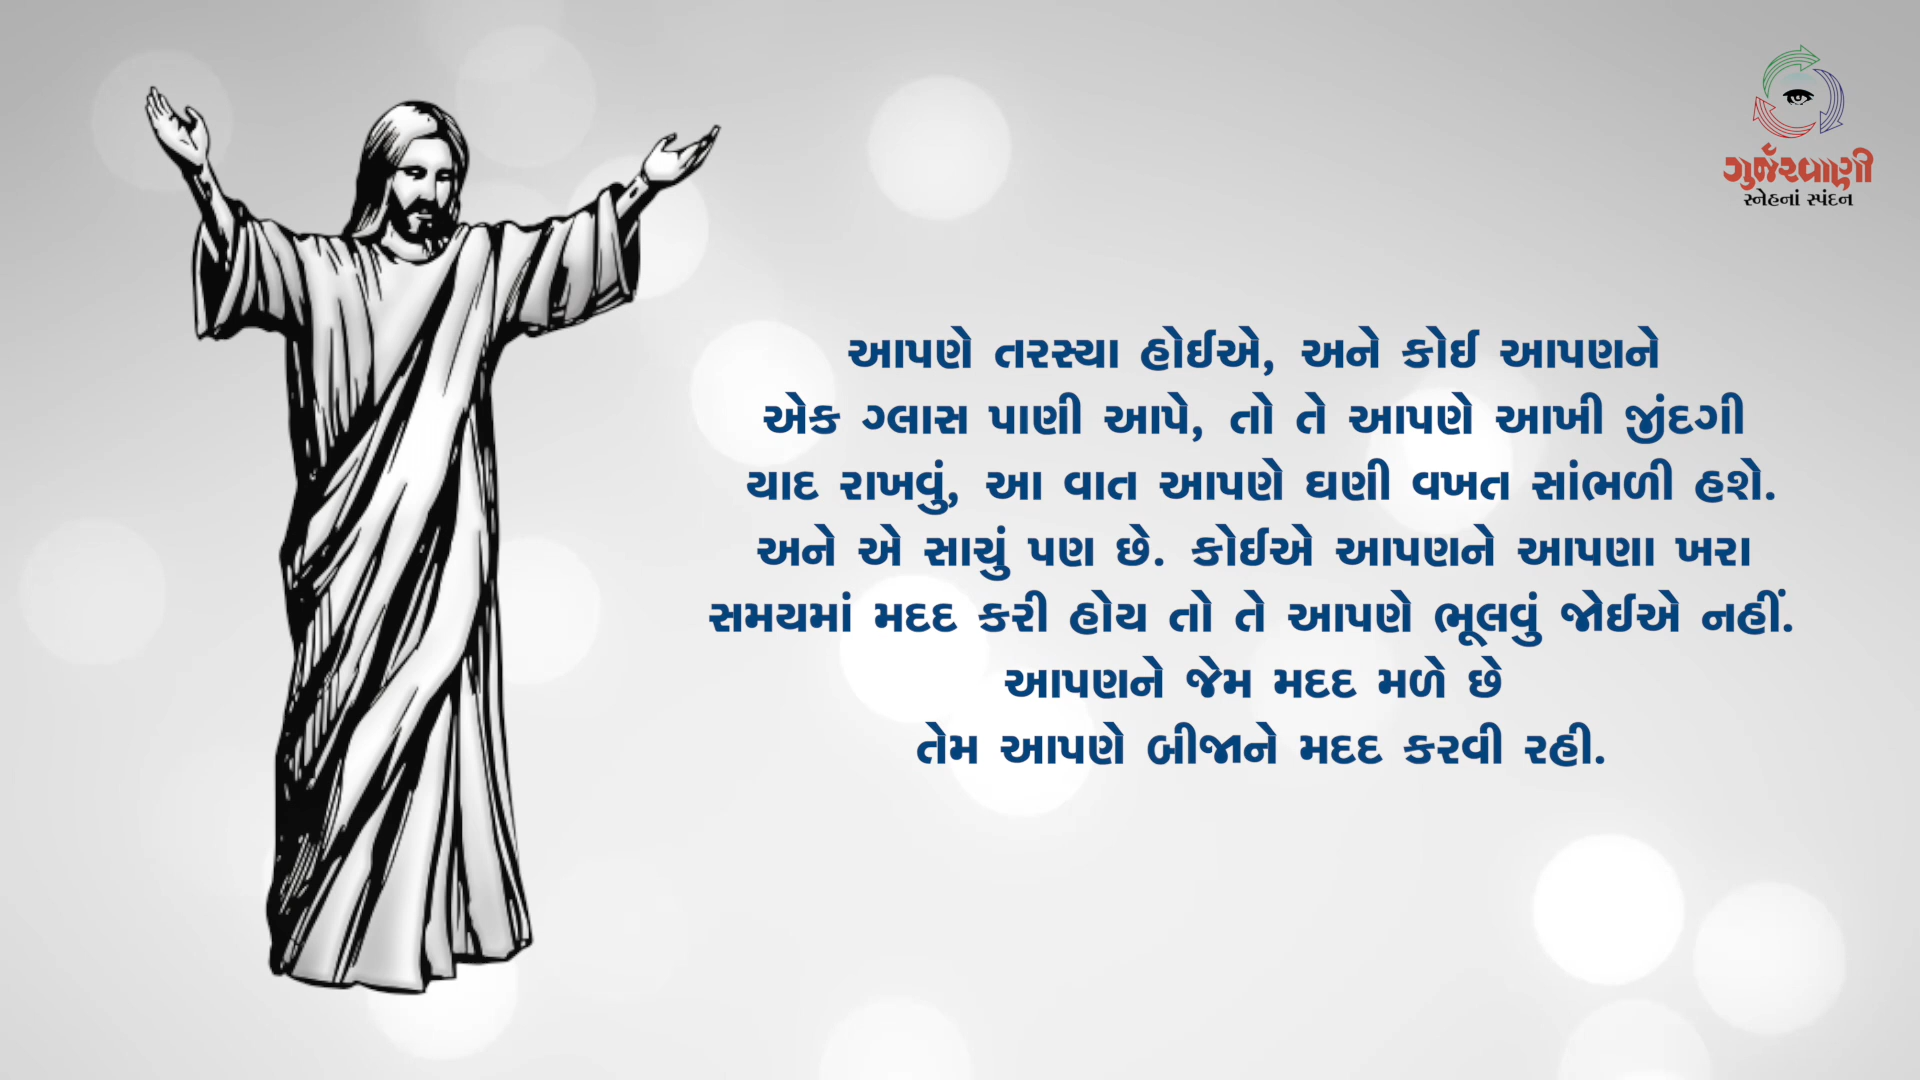 ગુર્જરવાણી
સ્નેહનાં સ્પંદન
આપણે તરસ્યા હોઈએ, અને કોઈ આપણને
એક ગ્લાસ પાણી આપે, તો તે આપણે આખી જીંદગી
યાદ રાખવું, આ વાત આપણે ઘણી વખત સાંભળી હશે.
અને એ સાચું પણ છે. કોઈએ આપણને આપણા ખરા
સમયમાં મદદ કરી હોય તો તે આપણે ભૂલવું જોઈએ નહીં.
આપણને જેમ મદદ મળે છે
તેમ આપણે બીજાને મદદ કરવી રહી.